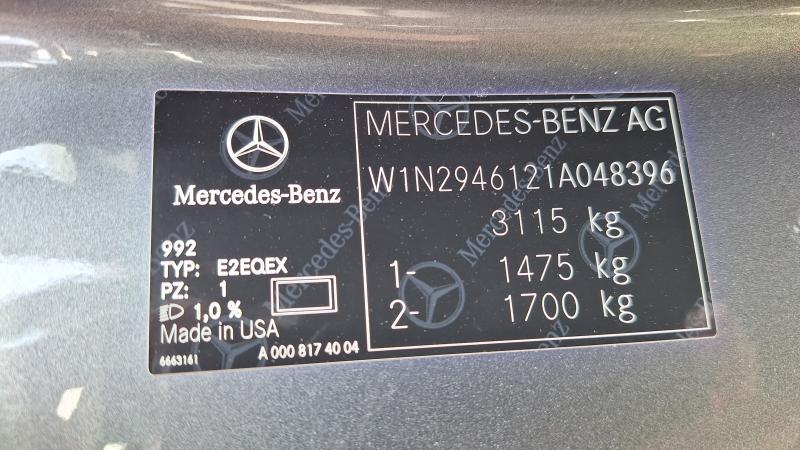 Mercedes-Benz
992
TYP: E2EQEX
PZ: 1
1,0 %
Made in USA
6663161
A 000 817 40 04
MERCEDES-BENZ AG
W1N2946121A048396
3115 kg
1- 1475 kg
2- 1700 kg